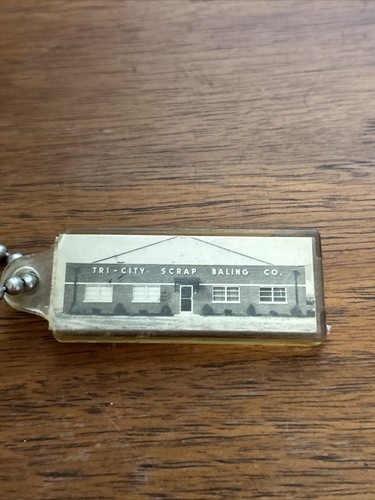 TRI-CITY SCRAP BALING CO.